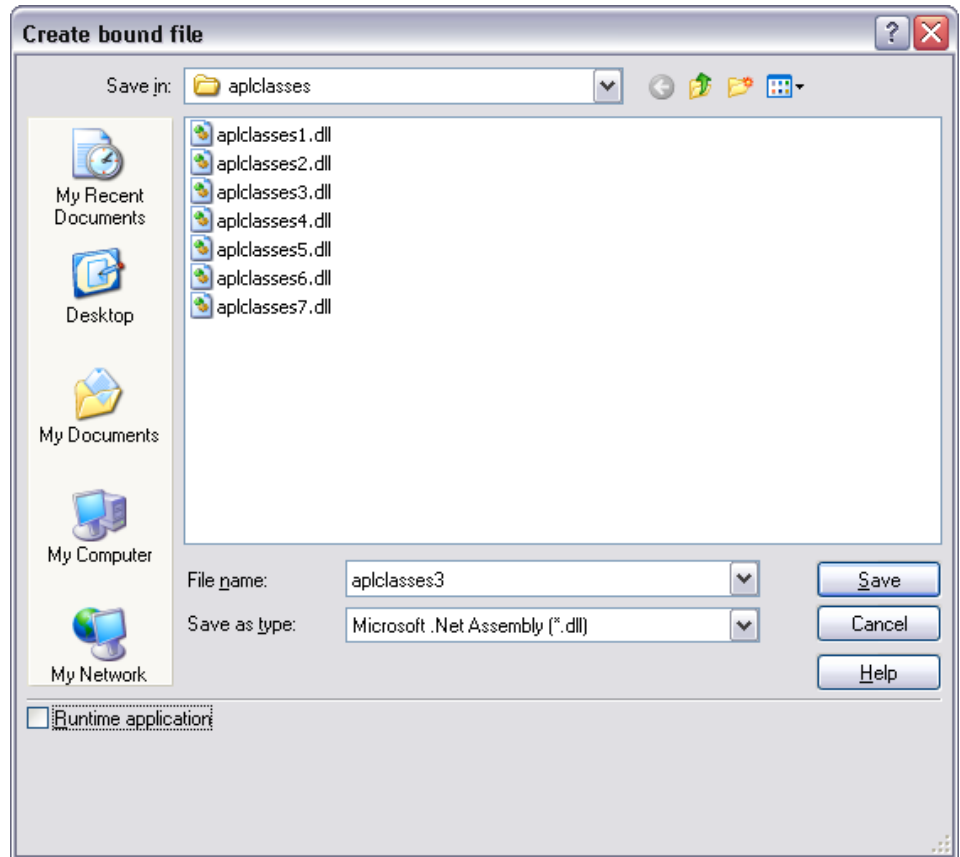 Create bound file
Save in:
aplclasses
My Recent
Documents
Desktop
My Documents
My Computer
My Network
aplclasses1.dll
aplclasses2.dll
aplclasses3.dll
aplclasses4.dll
aplclasses5.dll
aplclasses6.dll
aplclasses7.dll
File name:
aplclasses3
Save
Save as type:
Microsoft .Net Assembly (*.dll)
Cancel
Help
Runtime application